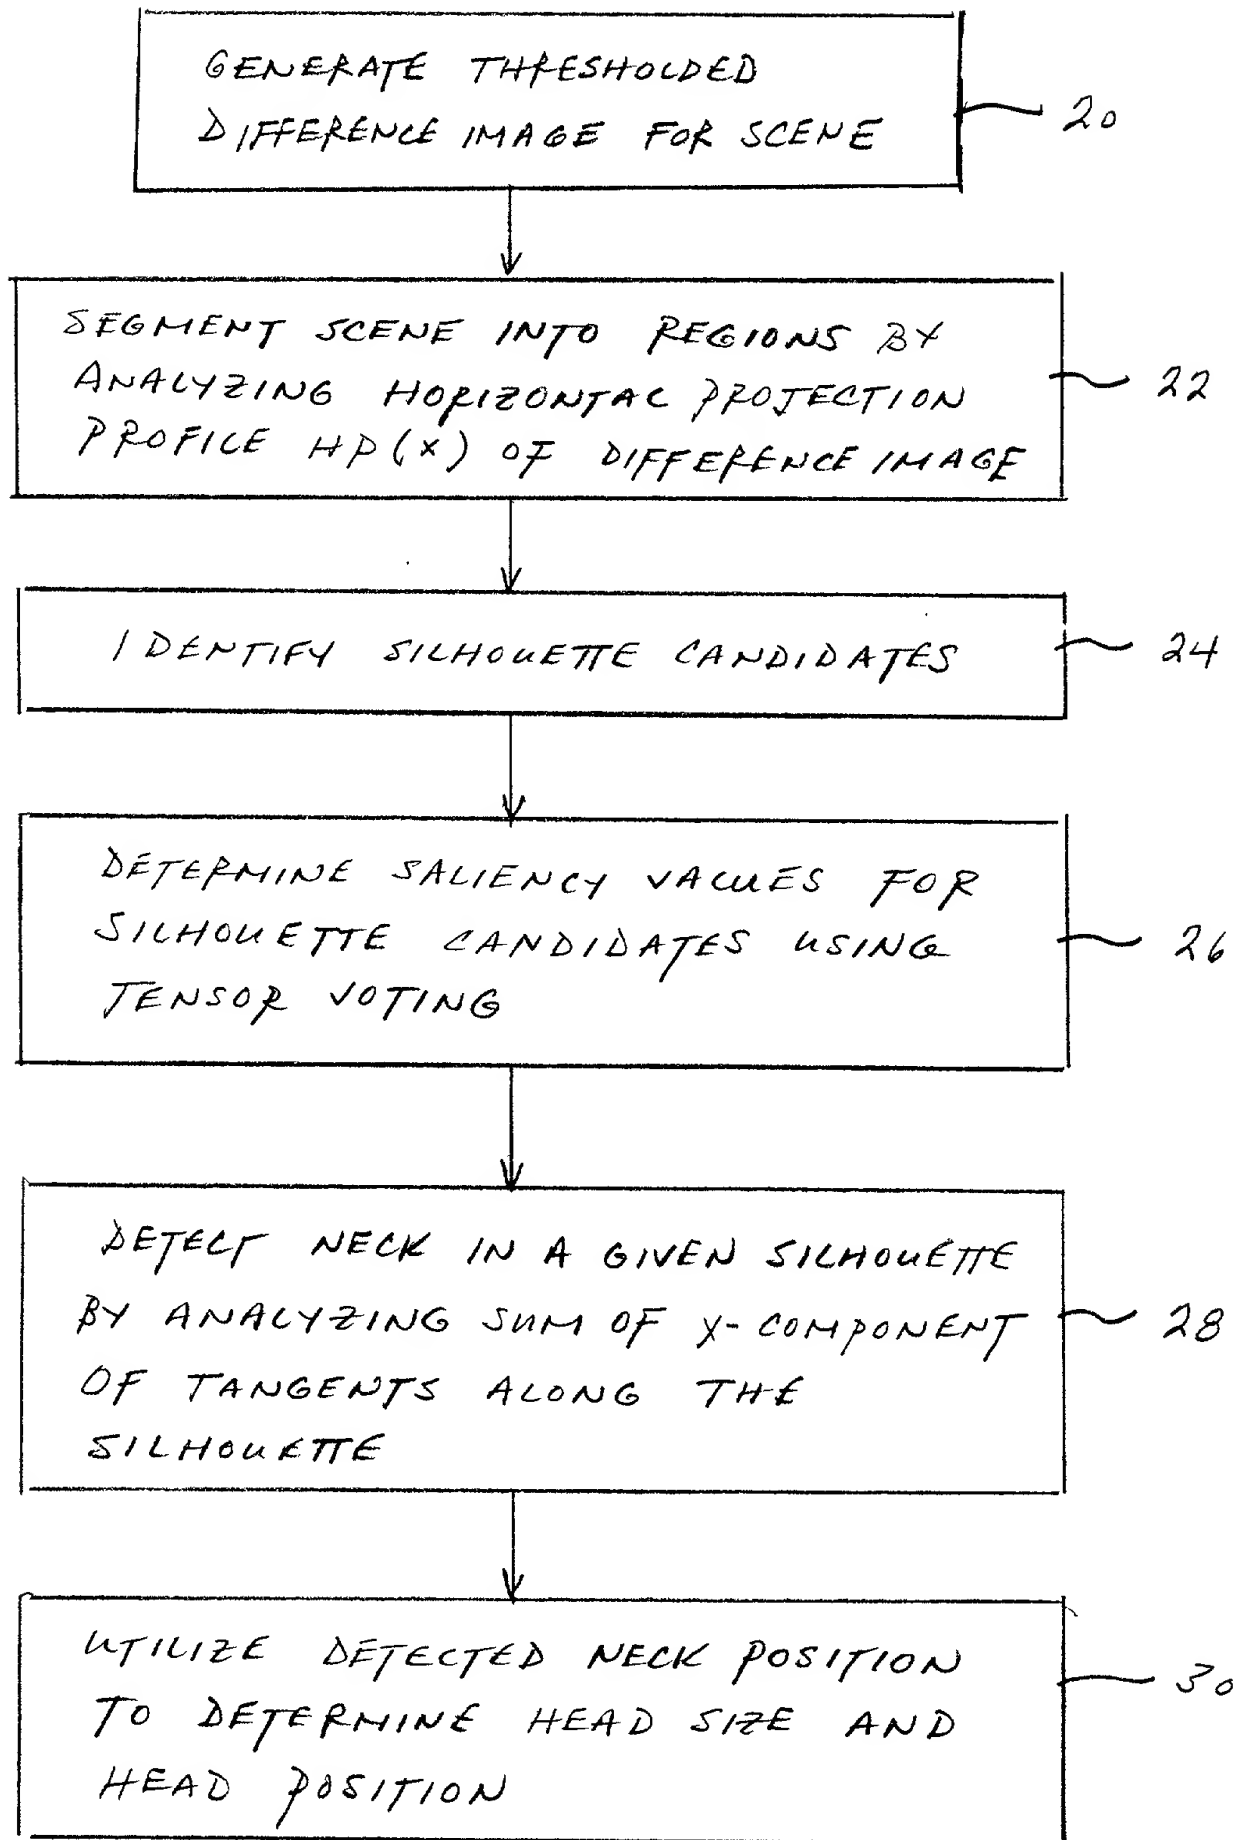 GENERATE THRESHOLDED
DIFFERENCE IMAGE FOR SCENE
20
SEGMENT SCENE INTO REGIONS BY
ANALYZING HORIZONTAL PROJECTION
PROFILE HP(X) OF DIFFERENCE IMAGE
22
IDENTIFY SILHOUETTE CANDIDATES
24
DETERMINE SALIENCY VALUES FOR
SILHOUETTE CANDIDATES USING
TENSOR VOTING
26
DETECT NECK IN A GIVEN SILHOUETTE
BY ANALYZING SUM OF X-COMPONENT
OF TANGENTS ALONG THE
SILHOUETTE
28
UTILIZE DETECTED NECK POSITION
TO DETERMINE HEAD SIZE AND
HEAD POSITION
30